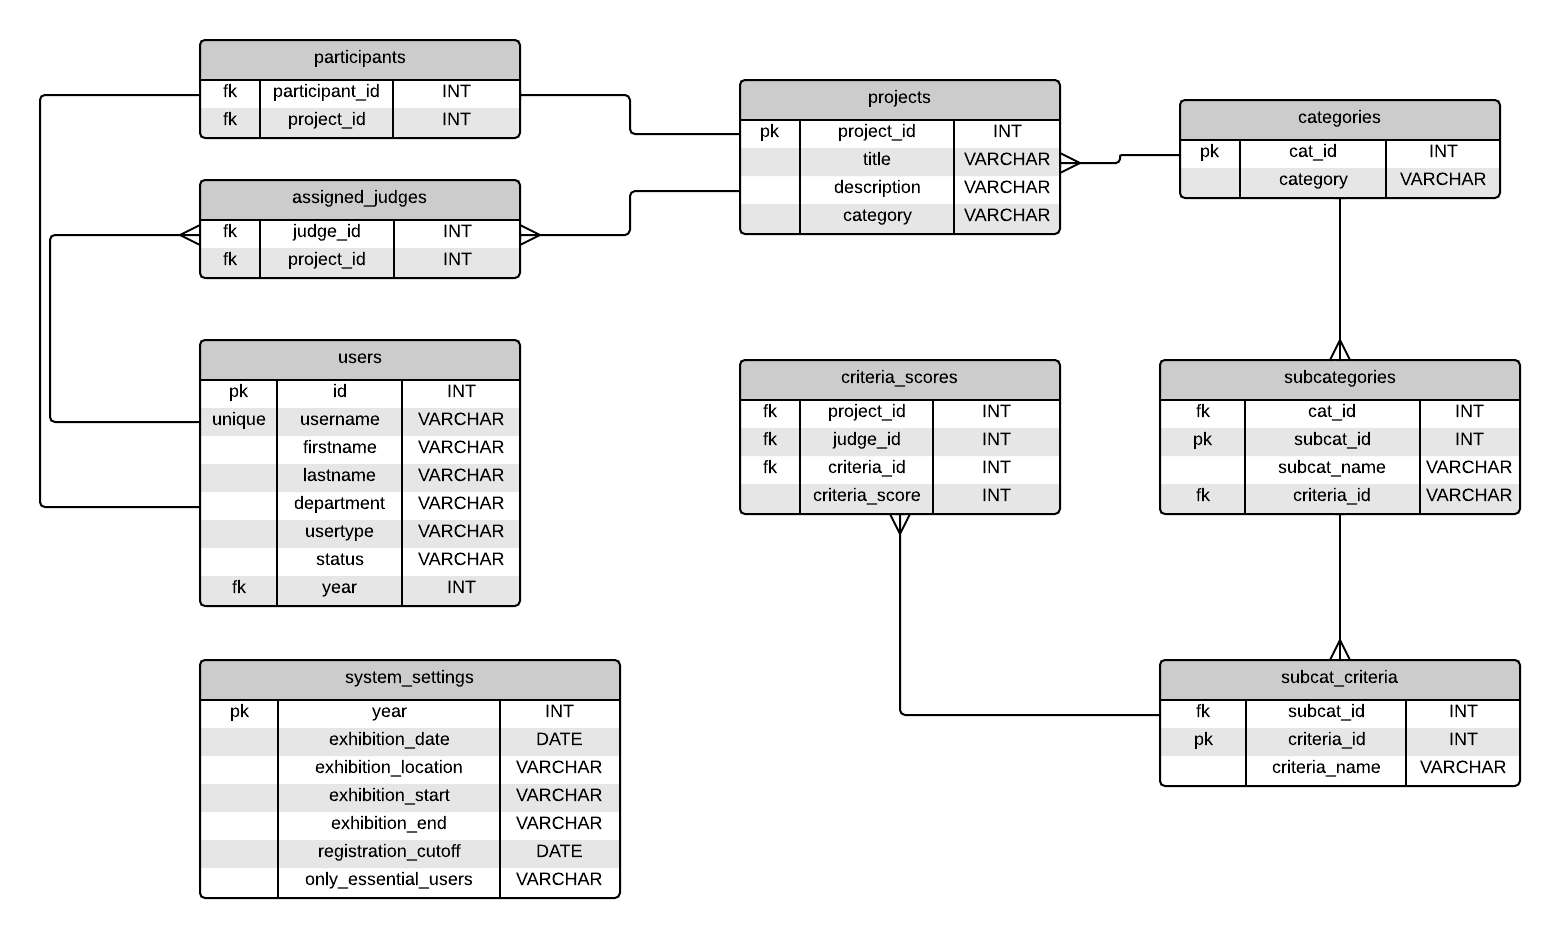 participants
fk participant_id INT
fk project_id INT
assigned_judges
fk judge_id INT
fk project_id INT
users
pk id INT
unique username VARCHAR
firstname VARCHAR
lastname VARCHAR
department VARCHAR
usertype VARCHAR
status VARCHAR
fk year INT
system_settings
pk year INT
exhibition_date DATE
exhibition_location VARCHAR
exhibition_start VARCHAR
exhibition_end VARCHAR
registration_cutoff DATE
only_essential_users VARCHAR
projects
pk project_id INT
title VARCHAR
description VARCHAR
category VARCHAR
criteria_scores
fk project_id INT
fk judge_id INT
fk criteria_id INT
criteria_score INT
categories
pk cat_id INT
category VARCHAR
subcategories
fk cat_id INT
pk subcat_id INT
subcat_name VARCHAR
fk criteria_id VARCHAR
subcat_criteria
fk subcat_id INT
pk criteria_id INT
criteria_name VARCHAR